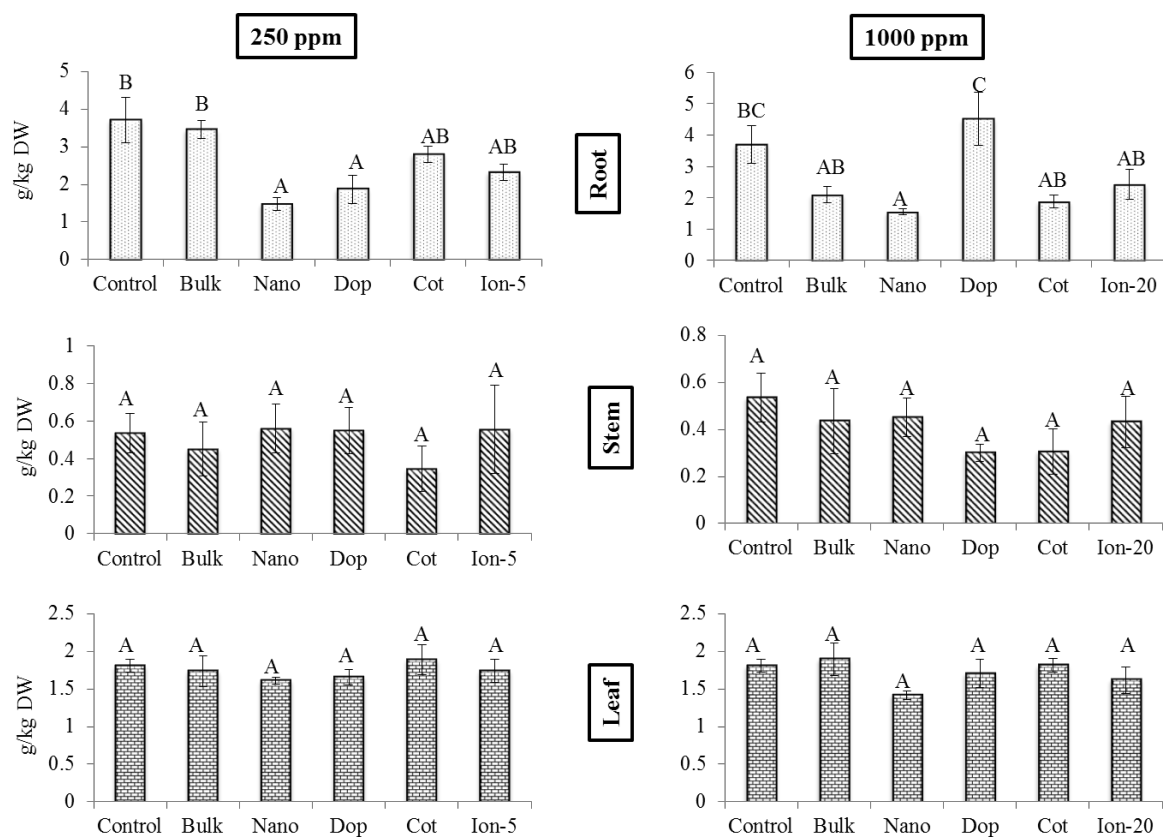 250 ppm
1000 ppm
g/kg DW
5
4
3
2
1
0
B
B
A
A
AB
AB
Control Bulk Nano Dop Cot Ion-5
Root
6
5
4
3
2
1
0
BC
AB
A
C
AB
AB
Control Bulk Nano Dop Cot Ion-20
g/kg DW
1
0.8
0.6
0.4
0.2
0
A
A
A
A
A
A
Control Bulk Nano Dop Cot Ion-5
Stem
0.8
0.6
0.4
0.2
0
A
A
A
A
A
A
Control Bulk Nano Dop Cot Ion-20
g/kg DW
2.5
2
1.5
1
0.5
0
A
A
A
A
A
A
Control Bulk Nano Dop Cot Ion-5
Leaf
2.5
2
1.5
1
0.5
0
A
A
A
A
A
A
Control Bulk Nano Dop Cot Ion-20